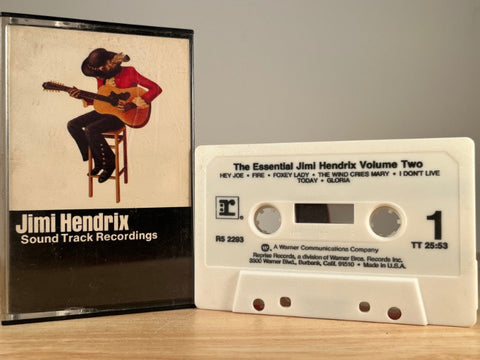 Jimi Hendrix
Sound Track Recordings
The Essential Jimi Hendrix Volume Two
HEY JOE • FIRE • FOXEY LADY • THE WIND CRIES MARY • I DON'T LIVE
TODAY • GLORIA
r
RS 2293
1
TT 25:53
W A Warner Communications Company
Reprise Records, a division of Warner Bros. Records Inc.
3300 Warner Blvd., Burbank, Calif. 91510 • Made in U.S.A.